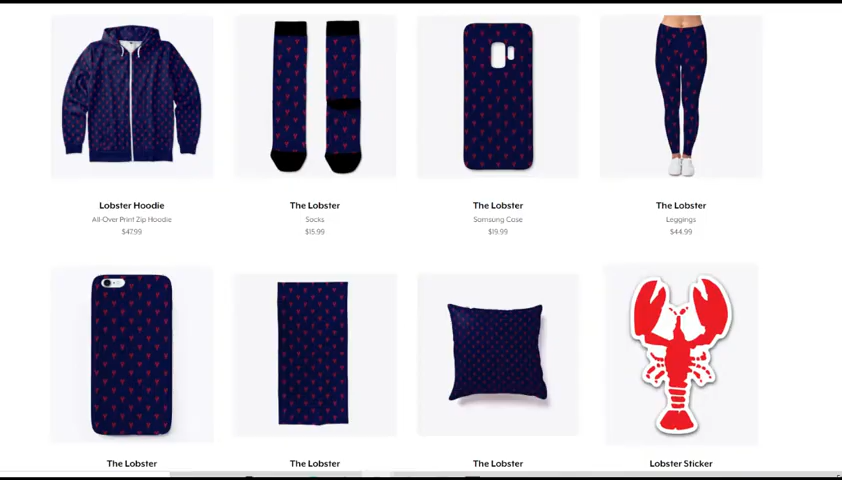 Lobster Hoodie
All-Over Print Zip Hoodie
$47.99
The Lobster
Socks
$15.99
The Lobster
Samsung Case
$19.99
The Lobster
Leggings
$44.99
The Lobster
The Lobster
The Lobster
Lobster Sticker